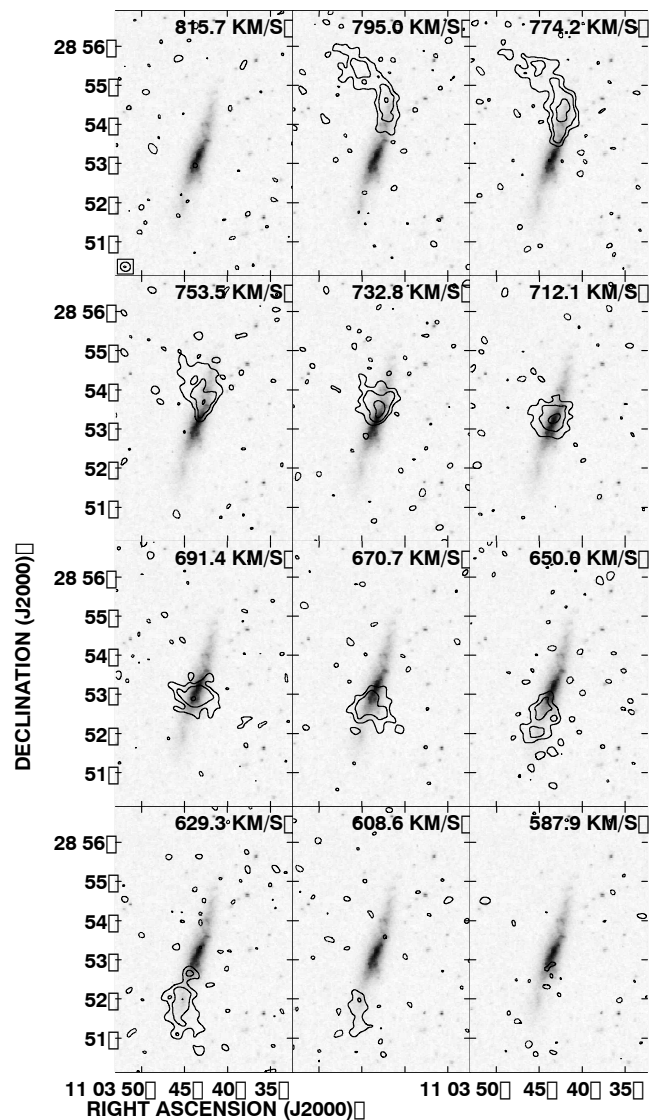 815.7 KM/S
795.0 KM/S
774.2 KM/S
28 56
55
54
53
52
51
753.5 KM/S
732.8 KM/S
712.1 KM/S
28 56
55
54
53
52
51
691.4 KM/S
670.7 KM/S
650.0 KM/S
28 56
55
54
53
52
51
629.3 KM/S
608.6 KM/S
587.9 KM/S
28 56
55
54
53
52
51
DECLINATION (J2000)
11 03 50 45 40 35
11 03 50 45 40 35
RIGHT ASCENSION (J2000)